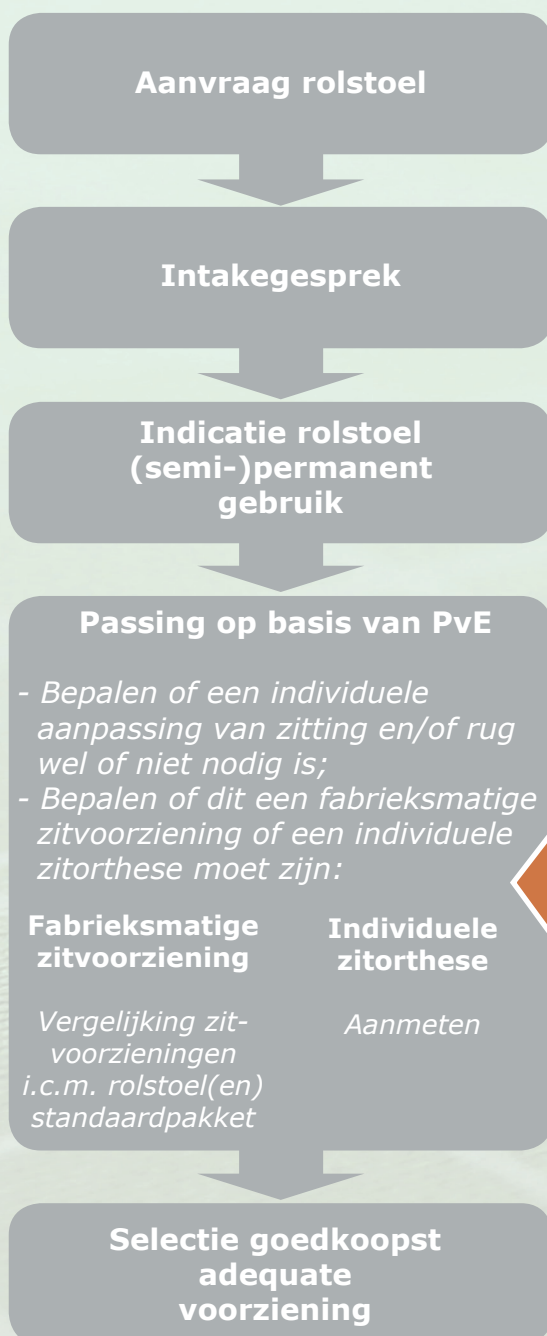 Aanvraag rolstoel
Intakegesprek
Indicatie rolstoel
(semi-)permanent
gebruik
Passing op basis van PvE
- Bepalen of een individuele
aanpassing van zitting en/of rug
wel of niet nodig is;
- Bepalen of dit een fabrieksmatige
zitvoorziening of een individuele
zitorthese moet zijn:
Fabrieksmatige
zitvoorziening
Vergelijking zit-
voorzieningen
i.c.m. rolstoel(en)
standaardpakket
Individuele
zitorthese
Aanmeten
Selectie goedkoopst
adequate
voorziening